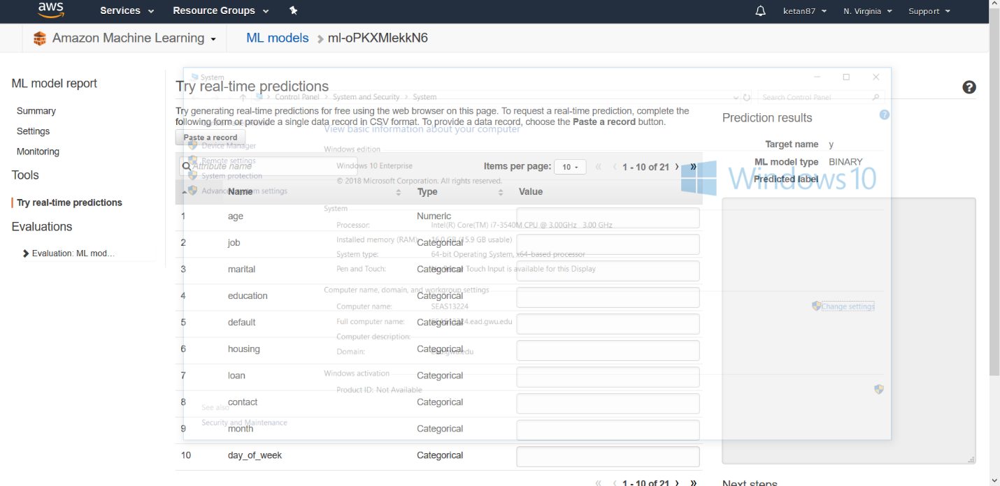 aws
Services
Resource Groups
ketan87
N. Virginia
Support
Amazon Machine Learning
ML models
ml-oPKXMlekkN6
ML model report
Summary
Settings
Monitoring
Tools
Try real-time predictions
Evaluations
Evaluation: ML mod…
System
Try real-time predictions
Control Panel > System and Security > System
Search Control Panel
Try generating real-time predictions for free using the web browser on this page. To request a real-time prediction, complete the
following form or provide a single data record in CSV format. To provide a data record, choose the Paste a record button.
View basic information about your computer
Paste a record
Device Manager
Windows edition
Remote settings
Attribute name
Windows 10 Enterprise
Items per page: 10
« ‹ 1 - 10 of 21 › »
System protection
© 2018 Microsoft Corporation. All rights reserved.
Advanced system settings
Name Type Value
System
1 age Numeric
Processor: Intel(R) Core(TM) i7-3540M CPU @ 3.00GHz 3.00 GHz
Installed memory (RAM): 16.0 GB (15.9 GB usable)
2 job Categorical
System type: 64-bit Operating System, x64-based processor
3 marital Categorical
Pen and Touch: Touch Input is available for this Display
Computer name, domain, and workgroup settings
4 education Categorical
Computer name: SEAS13224
Change settings
Full computer name: SEAS13224.ead.gwu.edu
5 default Categorical
Computer description:
6 housing Categorical
Domain: ead.gwu.edu
Windows activation
7 loan Categorical
Product ID: Not Available
8 contact Categorical
See also
Security and Maintenance
9 month Categorical
10 day_of_week Categorical
« ‹ 1 - 10 of 21 › »
Prediction results
Target name y
ML model type BINARY
Predicted label
Windows 10
Next steps